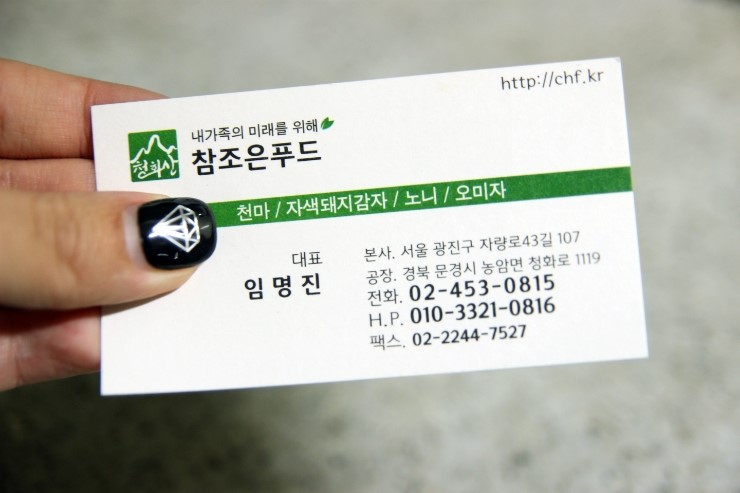 http://chf.kr
청화산
내가족의 미래를 위해
참조은푸드
천마 / 자색돼지감자 / 노니 / 오미자
대표
임명진
본사. 서울 광진구 자량로43길 107
공장. 경북 문경시 농암면 청화로 1119
전화. 02-453-0815
H.P. 010-3321-0816
팩스. 02-2244-7527